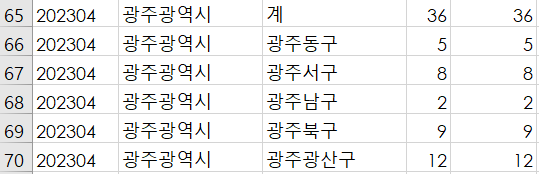 65 202304 광주광역시 계 36 36
66 202304 광주광역시 광주동구 5 5
67 202304 광주광역시 광주서구 8 8
68 202304 광주광역시 광주남구 2 2
69 202304 광주광역시 광주북구 9 9
70 202304 광주광역시 광주광산구 12 12